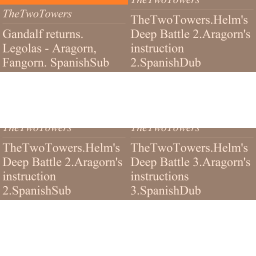 TheTwoTowers
Gandalf returns.
Legolas - Aragorn,
Fangorn. SpanishSub
TheTwoTowers
TheTwoTowers.Helm's
Deep Battle 2.Aragorn's
instruction
2.SpanishDub
TheTwoTowers
TheTwoTowers.Helm's
Deep Battle 2.Aragorn's
instruction
2.SpanishSub
TheTwoTowers
TheTwoTowers.Helm's
Deep Battle 3.Aragorn's
instructions
3.SpanishDub